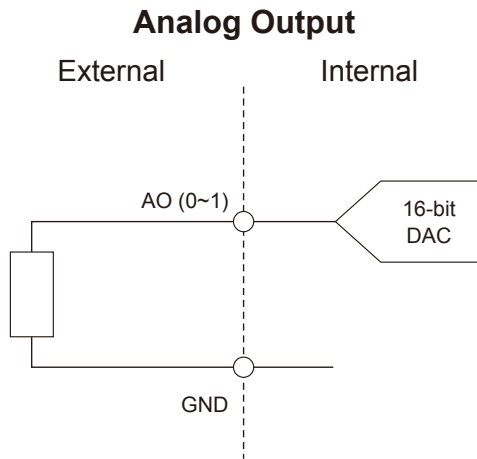 Analog Output
External
Internal
AO (0~1)
16-bit
DAC
GND